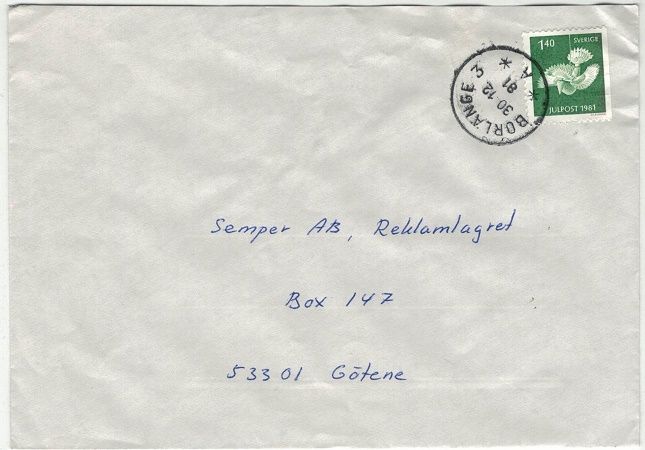 1.40 SVERIGE
JULPOST 1981
BORLÄNGE 3
30 12
81
* A *
Semper AB, Reklamlagret
Box 147
533 01 Götene